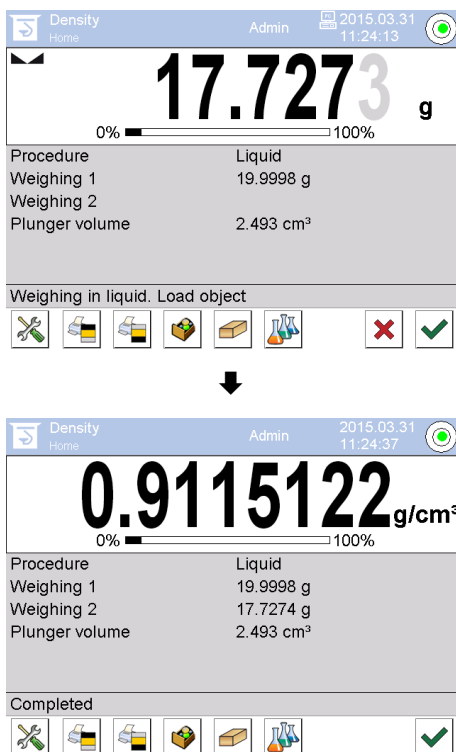 Density Admin 2015.03.31
Home 11:24:13
17.7273 g
0% 100%
Procedure Liquid
Weighing 1 19.9998 g
Weighing 2
Plunger volume 2.493 cm³
Weighing in liquid. Load object
Density Admin 2015.03.31
Home 11:24:37
0.9115122 g/cm³
0% 100%
Procedure Liquid
Weighing 1 19.9998 g
Weighing 2 17.7274 g
Plunger volume 2.493 cm³
Completed